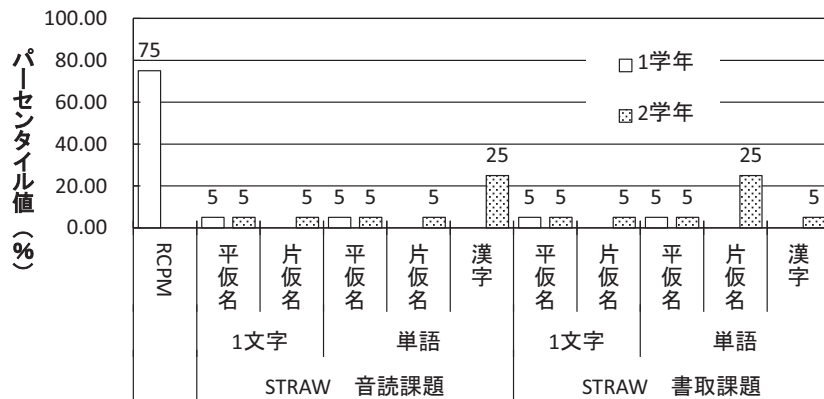 パーセンタイル値（%）
100.00
80.00
60.00
40.00
20.00
0.00
75
5 5 5 5 5 5 25 5 5 5 5 5 25 5
1学年
2学年
RCPM 平仮名 片仮名 平仮名 片仮名 漢字 平仮名 片仮名 平仮名 片仮名 漢字
1文字 単語 1文字 単語
STRAW 音読課題 STRAW 書取課題